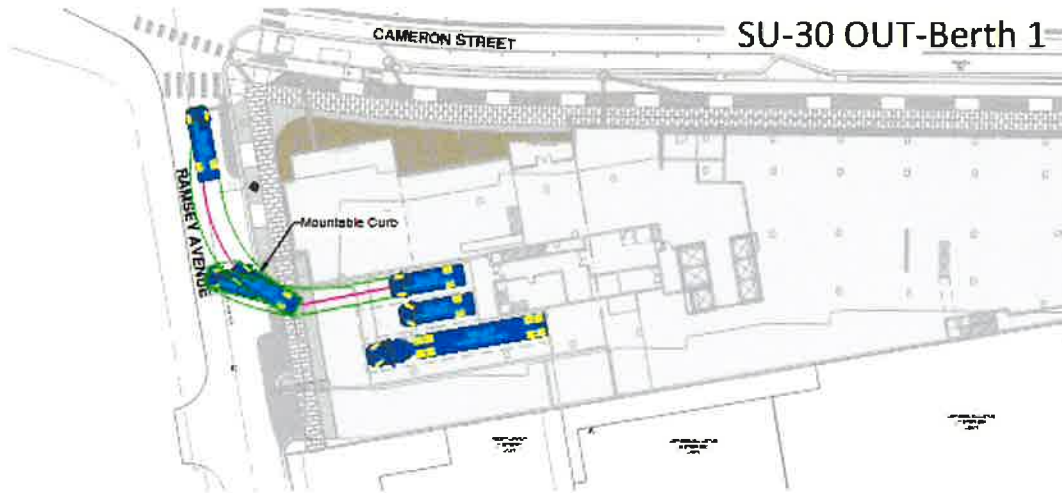 CAMERON STREET
SU-30 OUT-Berth 1
RAMSEY AVENUE
Mountable Curb